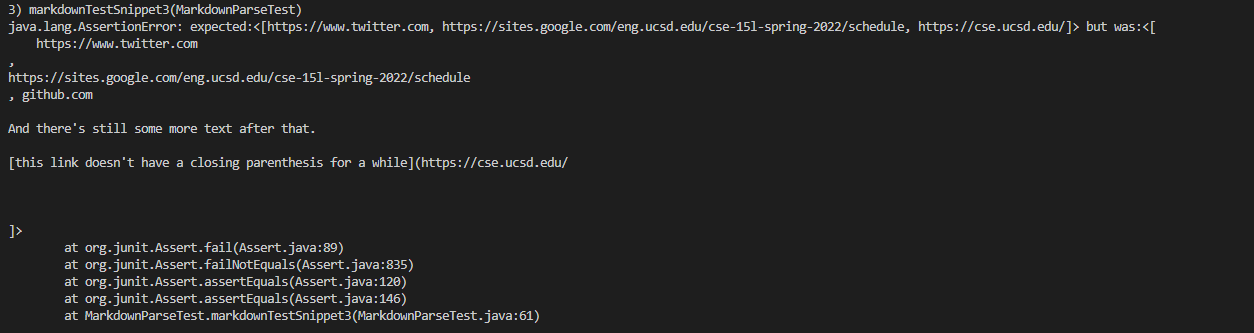 3) markdownTestSnippet3(MarkdownParseTest)
java.lang.AssertionError: expected:<[https://www.twitter.com, https://sites.google.com/eng.ucsd.edu/cse-15l-spring-2022/schedule, https://cse.ucsd.edu/]> but was:<[
    https://www.twitter.com
,
https://sites.google.com/eng.ucsd.edu/cse-15l-spring-2022/schedule
, github.com
And there's still some more text after that.
[this link doesn't have a closing parenthesis for a while](https://cse.ucsd.edu/
]>
        at org.junit.Assert.fail(Assert.java:89)
        at org.junit.Assert.failNotEquals(Assert.java:835)
        at org.junit.Assert.assertEquals(Assert.java:120)
        at org.junit.Assert.assertEquals(Assert.java:146)
        at MarkdownParseTest.markdownTestSnippet3(MarkdownParseTest.java:61)